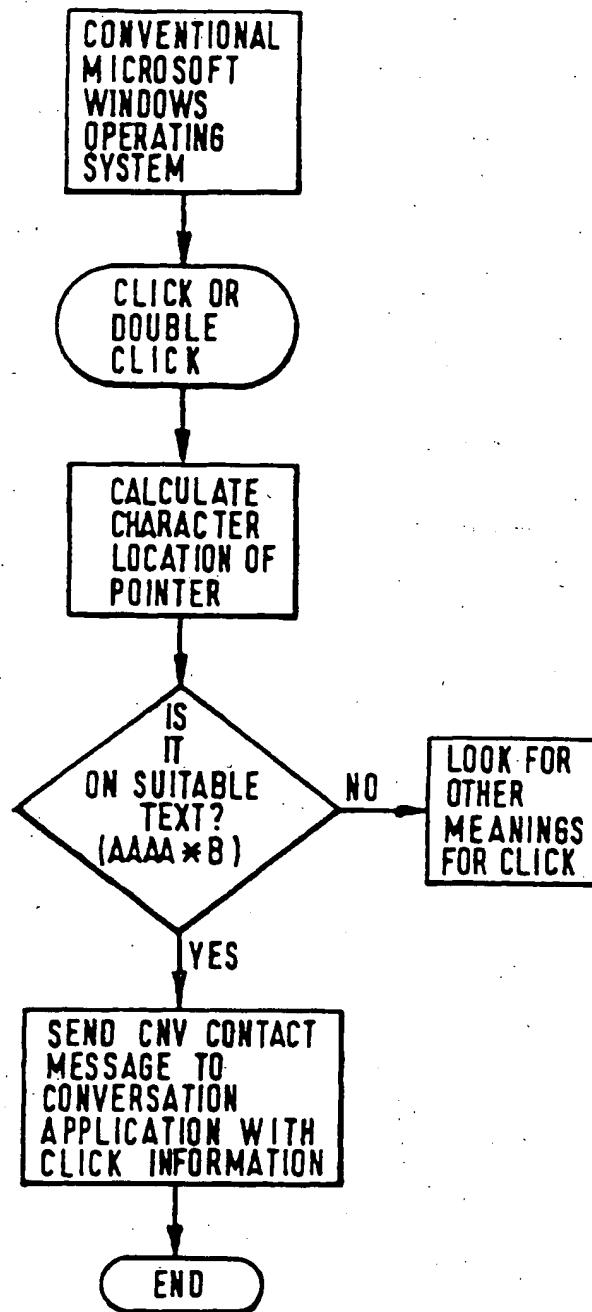 CONVENTIONAL
MICROSOFT
WINDOWS
OPERATING
SYSTEM
CLICK OR
DOUBLE
CLICK
CALCULATE
CHARACTER
LOCATION OF
POINTER
IS
IT
ON SUITABLE
TEXT?
(AAAA*B)
NO
LOOK FOR
OTHER
MEANINGS
FOR CLICK
YES
SEND CNV CONTACT
MESSAGE TO
CONVERSATION
APPLICATION WITH
CLICK INFORMATION
END